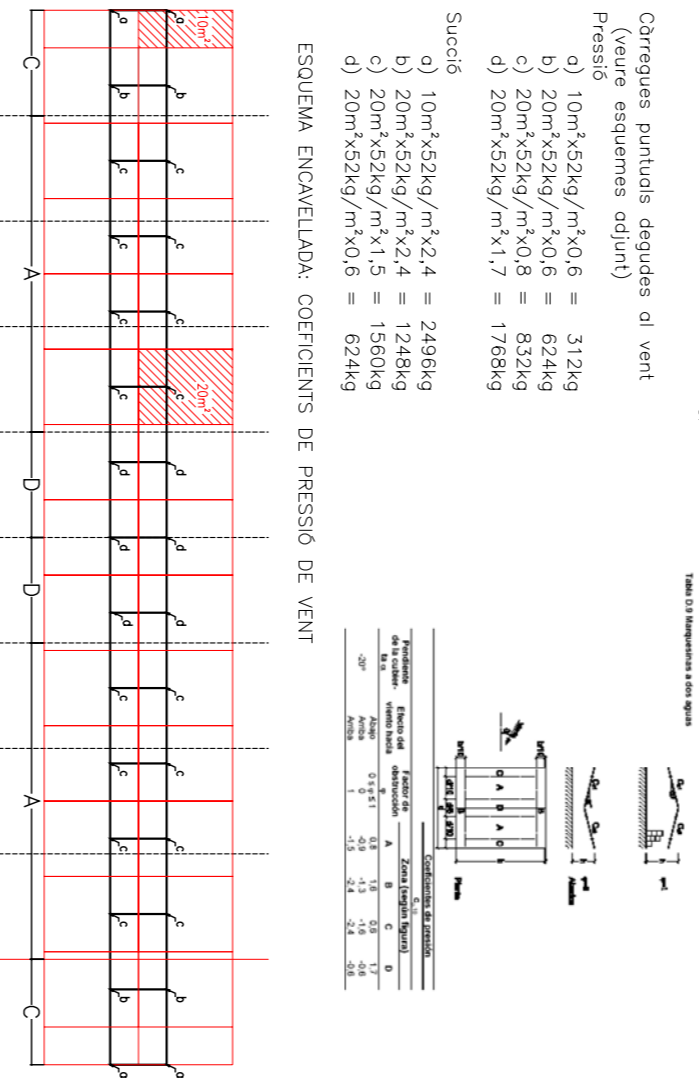 Càrregues puntuals degudes al vent
(veure esquemes adjunt)
Pressió
a) 10m²x52kg/m²x0,6 = 312kg
b) 20m²x52kg/m²x0,6 = 624kg
c) 20m²x52kg/m²x0,8 = 832kg
d) 20m²x52kg/m²x1,7 = 1768kg
Succió
a) 10m²x52kg/m²x2,4 = 2496kg
b) 20m²x52kg/m²x2,4 = 1248kg
c) 20m²x52kg/m²x1,5 = 1560kg
d) 20m²x52kg/m²x0,6 = 624kg
Tabla D.9 Marquesinas a dos aguas
Alzados
Planta
C A D A C
B B
Coeficientes de presión
Pendiente de la cubierta α Efecto del viento hacia Factor de obstrucción φ Zona (según figura)
A B C D
-20º Abajo 0 ≤ φ ≤ 1 0,8 1,6 0,6 1,7
Arriba 0 -0,9 -1,3 -1,6 -0,6
Arriba 1 -1,5 -2,4 -2,4 -0,6
ESQUEMA ENCAVELLADA: COEFICIENTS DE PRESSIÓ DE VENT
10m² 20m²
a b c c c c d d d c c c c b a
a b c c c c d d d c c c c b a
C A D D A C